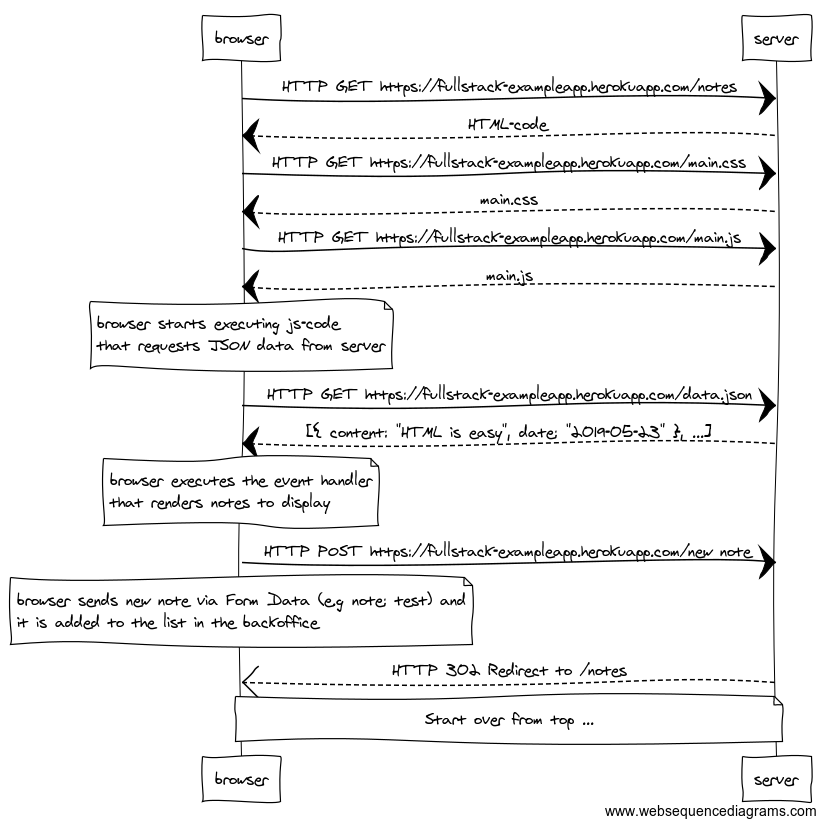 browser
server
HTTP GET https://fullstack-exampleapp.herokuapp.com/notes
HTML-code
HTTP GET https://fullstack-exampleapp.herokuapp.com/main.css
main.css
HTTP GET https://fullstack-exampleapp.herokuapp.com/main.js
main.js
browser starts executing js-code
that requests JSON data from server
HTTP GET https://fullstack-exampleapp.herokuapp.com/data.json
[{ content: "HTML is easy", date: "2019-05-23" }, ...]
browser executes the event handler
that renders notes to display
HTTP POST https://fullstack-exampleapp.herokuapp.com/new note
browser sends new note via Form Data (e.g note: test) and
it is added to the list in the backoffice
HTTP 302 Redirect to /notes
Start over from top ...
browser
server
www.websequencediagrams.com